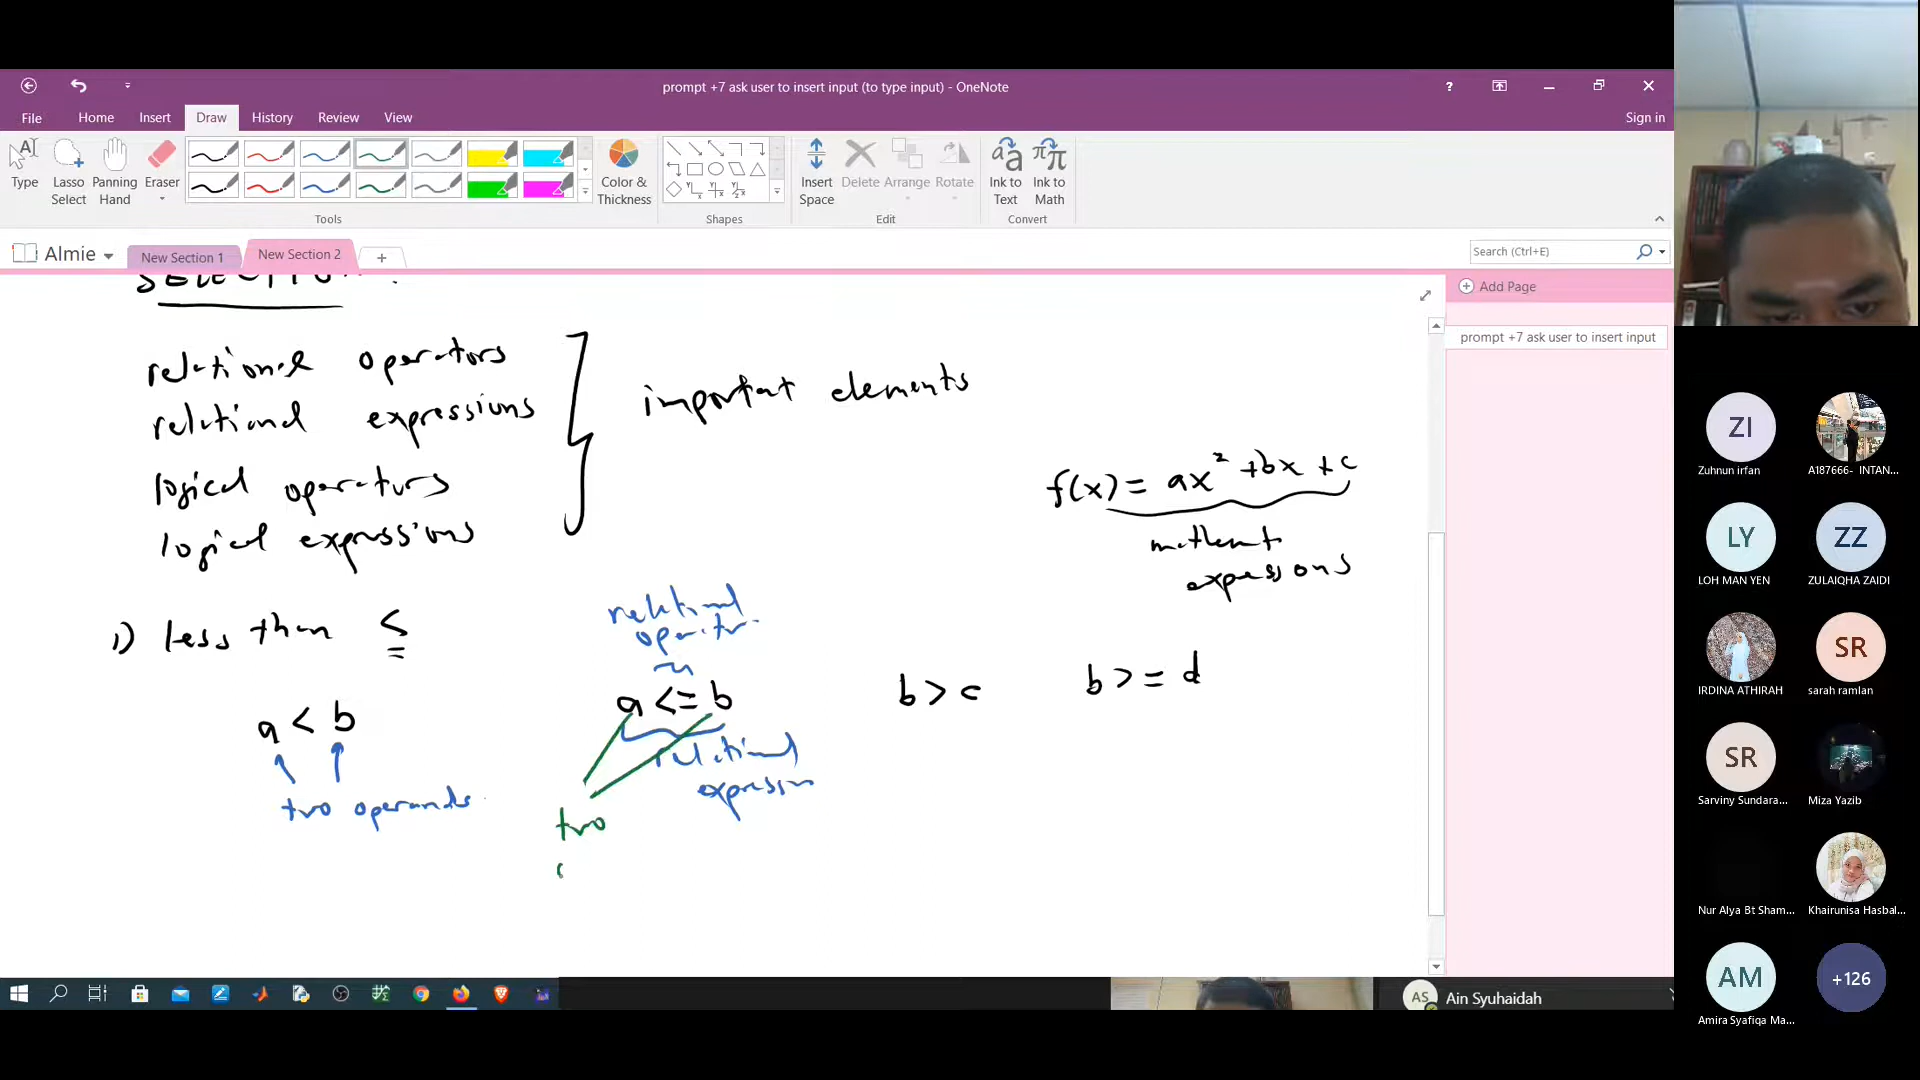 prompt +7 ask user to insert input (to type input) - OneNote
File Home Insert Draw History Review View
Sign in
Type
Lasso Select
Panning Hand
Eraser
Color & Thickness
Insert Space
Delete
Arrange
Rotate
Ink to Text
Ink to Math
Tools
Shapes
Edit
Convert
Almie
New Section 1
New Section 2
Search (Ctrl+E)
Add Page
prompt +7 ask user to insert input
SELECTION:
relational operators
relational expressions
logical operators
logical expressions
important elements
f(x) = ax² + bx + c
expressions
1) less than ≤
a < b
two operands
relational
operator
a <= b
relational
expression
two
b > c
b >= d
ZI
Zuhnun irfan
A187666- INTAN...
LY
LOH MAN YEN
ZZ
ZULAIQHA ZAIDI
IRDINA ATHIRAH
SR
sarah ramlan
SR
Sarviny Sundara...
Miza Yazib
Nur Alya Bt Sham...
Khairunisa Hasbal...
AM
Amira Syafiqa Ma...
+126
AS
Ain Syuhaidah